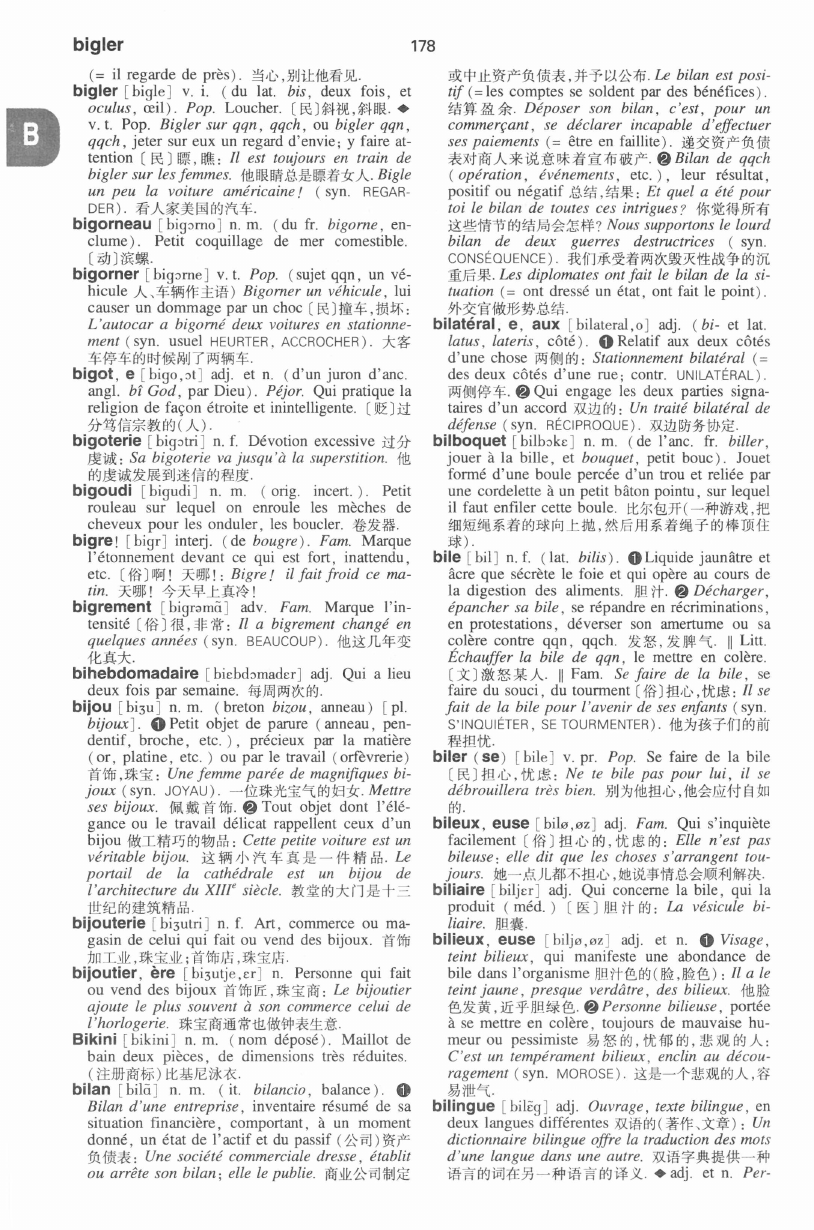 bigler
178
B
(= il regarde de près). 当心,别让他看见.
bigler [bigle] v. i. (du lat. bis, deux fois, et
oculus, œil). Pop. Loucher. [民]斜视,斜眼. ◆
v. t. Pop. Bigler sur qqn, qqch, ou bigler qqn,
qqch, jeter sur eux un regard d'envie; y faire at-
tention [民]瞟,瞧: Il est toujours en train de
bigler sur les femmes. 他眼睛总是瞟着女人. Bigle
un peu la voiture américaine! (syn. REGAR-
DER). 看人家美国的汽车.
bigorneau [bigɔrno] n. m. (du fr. bigorne, en-
clume). Petit coquillage de mer comestible.
[动]滨螺.
bigorner [bigɔrne] v. t. Pop. (sujet qqn, un vé-
hicule 人、车辆作主语) Bigorner un véhicule, lui
causer un dommage par un choc [民]撞车,损坏:
L'autocar a bigorné deux voitures en stationne-
ment (syn. usuel HEURTER, ACCROCHER). 大客
车停车的时候剐了两辆车.
bigot, e [bigo,ɔt] adj. et n. (d'un juron d'anc.
angl. bî God, par Dieu). Péjor. Qui pratique la
religion de façon étroite et inintelligente. [贬]过
分笃信宗教的(人).
bigoterie [bigɔtri] n. f. Dévotion excessive 过分
虔诚: Sa bigoterie va jusqu'à la superstition. 他
的虔诚发展到迷信的程度.
bigoudi [bigudi] n. m. (orig. incert.). Petit
rouleau sur lequel on enroule les mèches de
cheveux pour les onduler, les boucler. 卷发器.
bigre! [bigr] interj. (de bougre). Fam. Marque
l'étonnement devant ce qui est fort, inattendu,
etc. [俗]啊! 天哪!: Bigre! il fait froid ce ma-
tin. 天哪! 今天早上真冷!
bigrement [bigrəmɑ̃] adv. Fam. Marque l'in-
tensité [俗]很,非常: Il a bigrement changé en
quelques années (syn. BEAUCOUP). 他这几年变
化真大.
bihebdomadaire [biɛbdɔmadɛr] adj. Qui a lieu
deux fois par semaine. 每周两次的.
bijou [biʒu] n. m. (breton bizou, anneau) [pl.
bijoux]. ❶ Petit objet de parure (anneau, pen-
dentif, broche, etc.), précieux par la matière
(or, platine, etc.) ou par le travail (orfèvrerie)
首饰,珠宝: Une femme parée de magnifiques bi-
joux (syn. JOYAU). 一位珠光宝气的妇女. Mettre
ses bijoux. 佩戴首饰. ❷ Tout objet dont l'élé-
gance ou le travail délicat rappellent ceux d'un
bijou 做工精巧的物品: Cette petite voiture est un
véritable bijou. 这辆小汽车真是一件精品. Le
portail de la cathédrale est un bijou de
l'architecture du XIIIe siècle. 教堂的大门是十三
世纪的建筑精品.
bijouterie [biʒutri] n. f. Art, commerce ou ma-
gasin de celui qui fait ou vend des bijoux. 首饰
加工业,珠宝业;首饰店,珠宝店.
bijoutier, ère [biʒutje,ɛr] n. Personne qui fait
ou vend des bijoux 首饰匠,珠宝商: Le bijoutier
ajoute le plus souvent à son commerce celui de
l'horlogerie. 珠宝商通常也做钟表生意.
Bikini [bikini] n. m. (nom déposé). Maillot de
bain deux pièces, de dimensions très réduites.
(注册商标)比基尼泳衣.
bilan [bilɑ̃] n. m. (it. bilancio, balance). ❶
Bilan d'une entreprise, inventaire résumé de sa
situation financière, comportant, à un moment
donné, un état de l'actif et du passif (公司)资产
负债表: Une société commerciale dresse, établit
ou arrête son bilan; elle le publie. 商业公司制定
或中止资产负债表,并予以公布. Le bilan est posi-
tif (= les comptes se soldent par des bénéfices).
结算盈余. Déposer son bilan, c'est, pour un
commerçant, se déclarer incapable d'effectuer
ses paiements (= être en faillite). 递交资产负债
表对商人来说意味着宣布破产. ❷ Bilan de qqch
(opération, événements, etc.), leur résultat,
positif ou négatif 总结,结果: Et quel a été pour
toi le bilan de toutes ces intrigues? 你觉得所有
这些情节的结局会怎样? Nous supportons le lourd
bilan de deux guerres destructrices (syn.
CONSÉQUENCE). 我们承受着两次毁灭性战争的沉
重后果. Les diplomates ont fait le bilan de la si-
tuation (= ont dressé un état, ont fait le point).
外交官做形势总结.
bilatéral, e, aux [bilateral,o] adj. (bi- et lat.
latus, lateris, côté). ❶ Relatif aux deux côtés
d'une chose 两侧的: Stationnement bilatéral (=
des deux côtés d'une rue; contr. UNILATÉRAL).
两侧停车. ❷ Qui engage les deux parties signa-
taires d'un accord 双边的: Un traité bilatéral de
défense (syn. RÉCIPROQUE). 双边防务协定.
bilboquet [bilbɔkɛ] n. m. (de l'anc. fr. biller,
jouer à la bille, et bouquet, petit bouc). Jouet
formé d'une boule percée d'un trou et reliée par
une cordelette à un petit bâton pointu, sur lequel
il faut enfiler cette boule. 比尔包开(一种游戏,把
细短绳系着的球向上抛,然后用系着绳子的棒顶住
球).
bile [bil] n. f. (lat. bilis). ❶ Liquide jaunâtre et
âcre que sécrète le foie et qui opère au cours de
la digestion des aliments. 胆汁. ❷ Décharger,
épancher sa bile, se répandre en récriminations,
en protestations, déverser son amertume ou sa
colère contre qqn, qqch. 发怒,发脾气. ‖ Litt.
Échauffer la bile de qqn, le mettre en colère.
[文]激怒某人. ‖ Fam. Se faire de la bile, se
faire du souci, du tourment [俗]担心,忧虑: Il se
fait de la bile pour l'avenir de ses enfants (syn.
S'INQUIÉTER, SE TOURMENTER). 他为孩子们的前
程担忧.
biler (se) [bile] v. pr. Pop. Se faire de la bile
[民]担心,忧虑: Ne te bile pas pour lui, il se
débrouillera très bien. 别为他担心,他会应付自如
的.
bileux, euse [bilø,øz] adj. Fam. Qui s'inquiète
facilement [俗]担心的,忧虑的: Elle n'est pas
bileuse; elle dit que les choses s'arrangent tou-
jours. 她一点儿都不担心,她说事情总会顺利解决.
biliaire [biljɛr] adj. Qui concerne la bile, qui la
produit (méd.) [医]胆汁的: La vésicule bi-
liaire. 胆囊.
bilieux, euse [biljø,øz] adj. et n. ❶ Visage,
teint bilieux, qui manifeste une abondance de
bile dans l'organisme 胆汁色的(脸,脸色): Il a le
teint jaune, presque verdâtre, des bilieux. 他脸
色发黄,近乎胆绿色. ❷ Personne bilieuse, portée
à se mettre en colère, toujours de mauvaise hu-
meur ou pessimiste 易怒的,忧郁的,悲观的人:
C'est un tempérament bilieux, enclin au décou-
ragement (syn. MOROSE). 这是一个悲观的人,容
易泄气.
bilingue [bilɛ̃g] adj. Ouvrage, texte bilingue, en
deux langues différentes 双语的(著作、文章): Un
dictionnaire bilingue offre la traduction des mots
d'une langue dans une autre. 双语字典提供一种
语言的词在另一种语言的译义. ◆ adj. et n. Per-